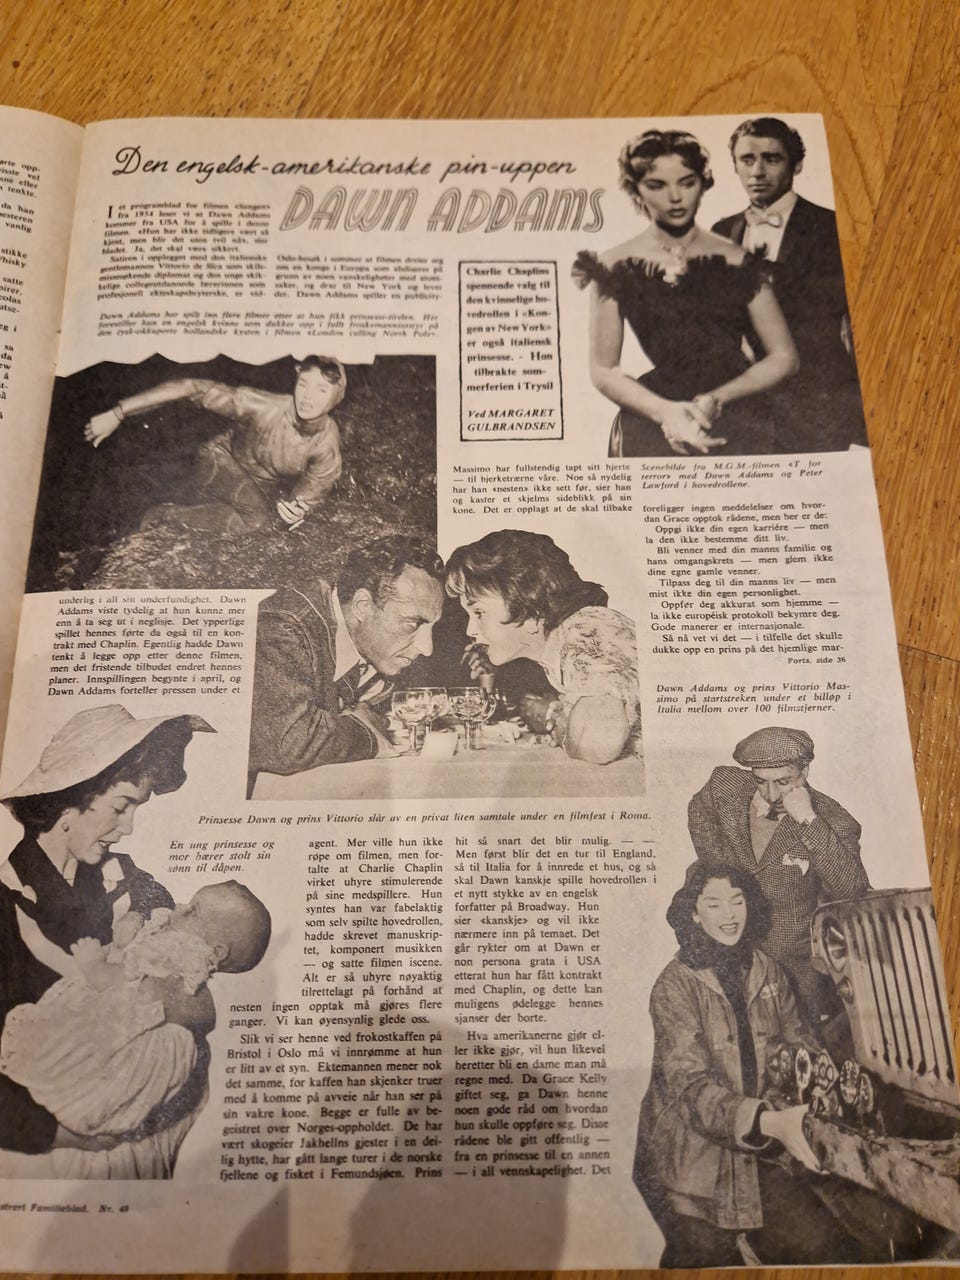 Den engelsk-amerikanske pin-uppen
DAWN ADDAMS
I et programblad for filmen
fra 1954 leser vi at Dawn Addams
kommer fra USA for å spille i denne
filmen. «Hun har ikke tidligere vært så
kjent, men blir det uten tvil nå», sier
bladet. Ja, det skal være sikkert.
Satiren i opplegget med den italienske
gentlemannen Vittorio de Sica som
diplomat og den unge
collegeutdannede lærerinnen som
profesjonell er
Oslo-besøk i sommer at filmen dreier seg
om en konge i Europa som abdiserer på
grunn av noen vanskeligheter med
saker, og drar til New York og lever
der. Dawn Addams spiller en publicity-
Dawn Addams har spilt inn flere filmer etter at hun fikk prinsesse-titelen. Her
forestiller hun en engelsk kvinne som dukker opp i full froskemannsutstyr på
den tysk-okkuperte hollandske kysten i filmen «London calling North Pole».
Charlie Chaplins
spennende valg til
den kvinnelige ho-
vedrollen i «Kon-
gen av New York»
er også italiensk
prinsesse. - Hun
tilbrakte som-
merferien i Trysil
Ved MARGARET
GULBRANDSEN
Massimo har fullstendig tapt sitt hjerte
— til bjerketrærne våre. Noe så nydelig
har han «nesten» ikke sett før, sier han
og kaster et skjelms sideblikk på sin
kone. Det er opplagt at de skal tilbake
Scenebilde fra M.G.M.-filmen «T for
terror» med Dawn Addams og Peter
Lawford i hovedrollene.
foreligger ingen meddelelser om hvor-
dan Grace opptok rådene, men her er de:
Oppgi ikke din egen karriére — men
la den ikke bestemme ditt liv.
Bli venner med din manns familie og
hans omgangskrets — men glem ikke
dine egne gamle venner.
Tilpass deg til din manns liv — men
mist ikke din egen personlighet.
Oppfør deg akkurat som hjemme —
la ikke européisk protokoll bekymre deg.
Gode manerer er internasjonale.
Så nå vet vi det — i tilfelle det skulle
dukke opp en prins på det hjemlige mar-
Forts. side 36
underlig i all sin underfundighet. Dawn
Addams viste tydelig at hun kunne mer
enn å ta seg ut i neglisje. Det ypperlige
spillet hennes førte da også til en kon-
trakt med Chaplin. Egentlig hadde Dawn
tenkt å legge opp etter denne filmen,
men det fristende tilbudet endret hennes
planer. Innspillingen begynte i april, og
Dawn Addams forteller pressen under et
Dawn Addams og prins Vittorio Mas-
simo på startstreken under et billøp i
Italia mellom over 100 filmstjerner.
Prinsesse Dawn og prins Vittorio slår av en privat liten samtale under en filmfest i Roma.
En ung prinsesse og
mor bærer stolt sin
sønn til dåpen.
agent. Mer ville hun ikke
røpe om filmen, men for-
talte at Charlie Chaplin
virket uhyre stimulerende
på sine medspillere. Hun
syntes han var fabelaktig
som selv spilte hovedrollen,
hadde skrevet manuskrip-
tet, komponert musikken
— og satte filmen iscene.
Alt er så uhyre nøyaktig
tilrettelagt på forhånd at
nesten ingen opptak må gjøres flere
ganger. Vi kan øyensynlig glede oss.
Slik vi ser henne ved frokostkaffen på
Bristol i Oslo må vi innrømme at hun
er litt av et syn. Ektemannen mener nok
det samme, for kaffen han skjenker truer
med å komme på avveie når han ser på
sin vakre kone. Begge er fulle av be-
geistret over Norges-oppholdet. De har
vært skogeier Jakhellns gjester i en dei-
lig hytte, har gått lange turer i de norske
fjellene og fisket i Femundsjøen. Prins
hit så snart det blir mulig. — —
Men først blir det en tur til England,
så til Italia for å innrede et hus, og så
skal Dawn kanskje spille hovedrollen i
et nytt stykke av en engelsk
forfatter på Broadway. Hun
sier «kanskje» og vil ikke
nærmere inn på temaet. Det
går rykter om at Dawn er
non persona grata i USA
etterat hun har fått kontrakt
med Chaplin, og dette kan
muligens ødelegge hennes
sjanser der borte.
Hva amerikanerne gjør el-
ler ikke gjør, vil hun likevel
heretter bli en dame man må
regne med. Da Grace Kelly
giftet seg, ga Dawn henne
noen gode råd om hvordan
hun skulle oppføre seg. Disse
rådene ble gitt offentlig —
fra en prinsesse til en annen
— i all vennskapelighet. Det
Familieblad. Nr. 48